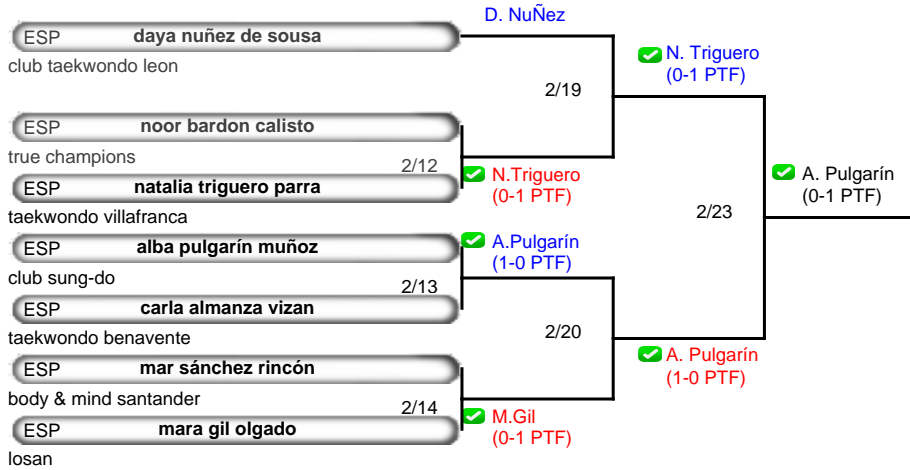 D. NuÑez
ESP daya nuñez de sousa
club taekwondo leon
N. Triguero
(0-1 PTF)
2/19
ESP noor bardon calisto
true champions
2/12
N.Triguero
(0-1 PTF)
ESP natalia triguero parra
taekwondo villafranca
A. Pulgarín
(0-1 PTF)
2/23
ESP alba pulgarín muñoz
A.Pulgarín
(1-0 PTF)
club sung-do
2/13
ESP carla almanza vizan
taekwondo benavente
2/20
A. Pulgarín
(1-0 PTF)
ESP mar sánchez rincón
body & mind santander
2/14
M.Gil
(0-1 PTF)
ESP mara gil olgado
losan